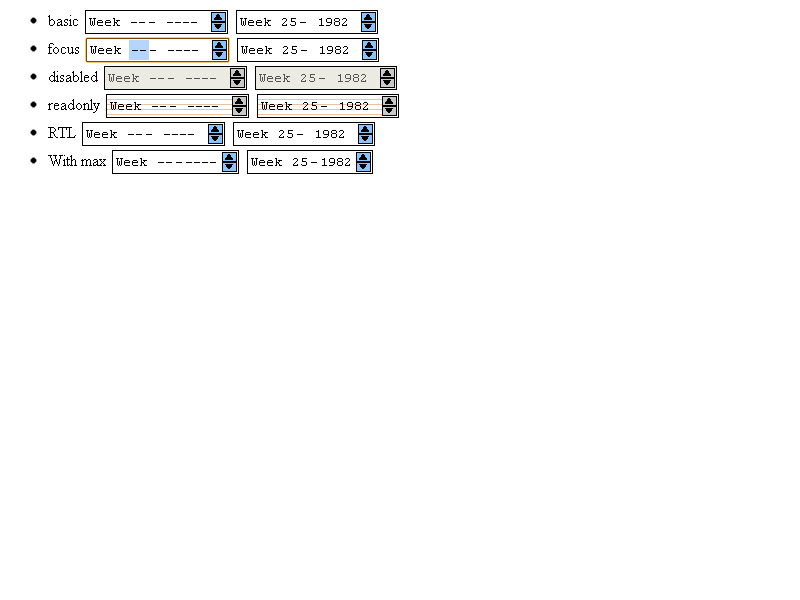 basic Week --- ---- Week 25- 1982
focus Week --- ---- Week 25- 1982
disabled Week --- ---- Week 25- 1982
readonly Week --- ---- Week 25- 1982
RTL Week --- ---- Week 25- 1982
With max Week ------- Week 25-1982